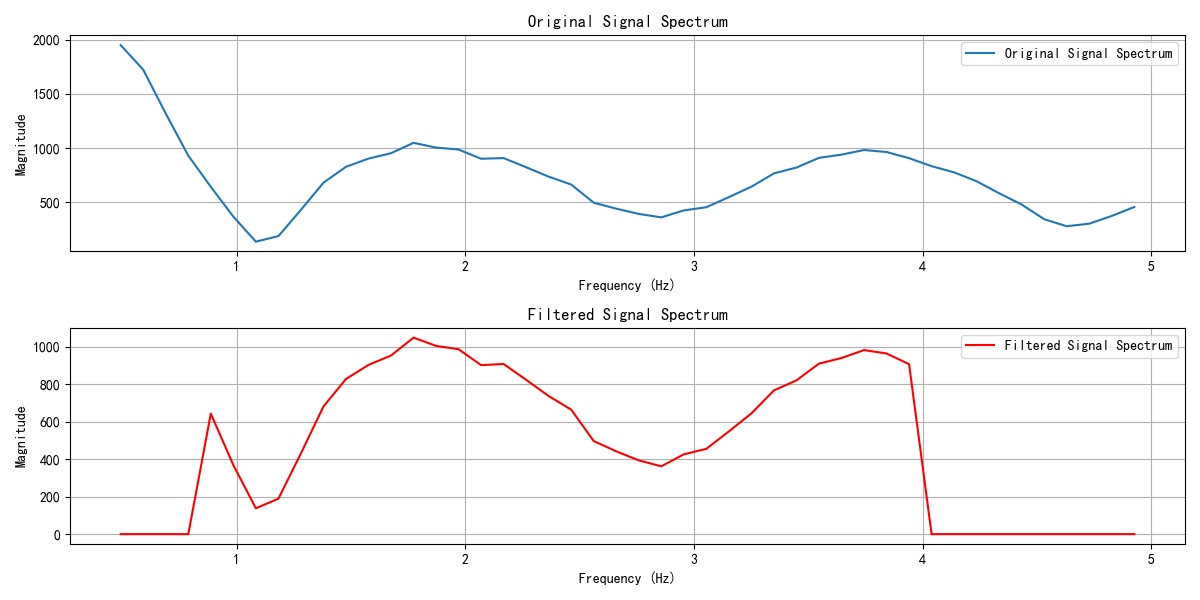 Original Signal Spectrum
2000
1500
1000
500
Magnitude
Original Signal Spectrum
1 2 3 4 5
Frequency (Hz)
Filtered Signal Spectrum
1000
800
600
400
200
0
Magnitude
Filtered Signal Spectrum
1 2 3 4 5
Frequency (Hz)